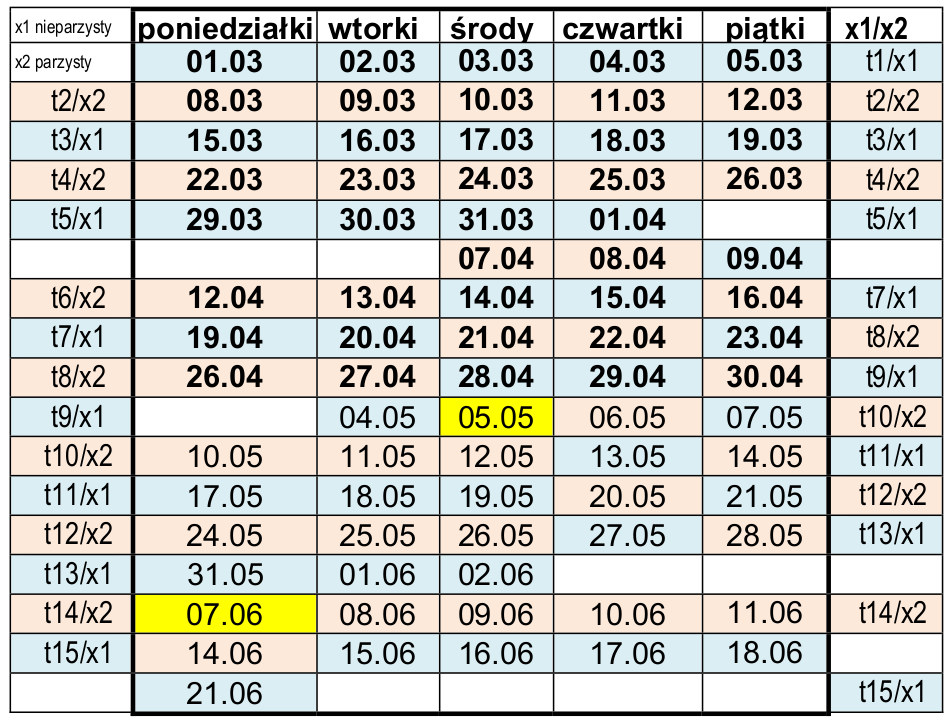 x1 nieparzysty poniedziałki wtorki środy czwartki piątki x1/x2
x2 parzysty 01.03 02.03 03.03 04.03 05.03 t1/x1
t2/x2 08.03 09.03 10.03 11.03 12.03 t2/x2
t3/x1 15.03 16.03 17.03 18.03 19.03 t3/x1
t4/x2 22.03 23.03 24.03 25.03 26.03 t4/x2
t5/x1 29.03 30.03 31.03 01.04 t5/x1
07.04 08.04 09.04
t6/x2 12.04 13.04 14.04 15.04 16.04 t7/x1
t7/x1 19.04 20.04 21.04 22.04 23.04 t8/x2
t8/x2 26.04 27.04 28.04 29.04 30.04 t9/x1
t9/x1 04.05 05.05 06.05 07.05 t10/x2
t10/x2 10.05 11.05 12.05 13.05 14.05 t11/x1
t11/x1 17.05 18.05 19.05 20.05 21.05 t12/x2
t12/x2 24.05 25.05 26.05 27.05 28.05 t13/x1
t13/x1 31.05 01.06 02.06
t14/x2 07.06 08.06 09.06 10.06 11.06 t14/x2
t15/x1 14.06 15.06 16.06 17.06 18.06
21.06 t15/x1